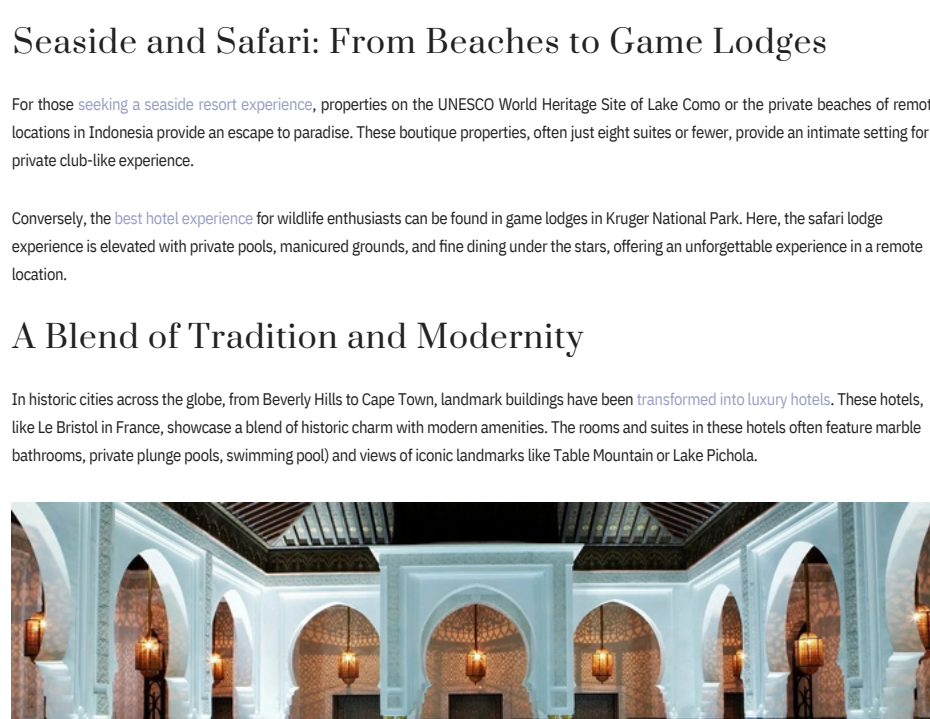 Seaside and Safari: From Beaches to Game Lodges
For those seeking a seaside resort experience, properties on the UNESCO World Heritage Site of Lake Como or the private beaches of remot
locations in Indonesia provide an escape to paradise. These boutique properties, often just eight suites or fewer, provide an intimate setting for
private club-like experience.
Conversely, the best hotel experience for wildlife enthusiasts can be found in game lodges in Kruger National Park. Here, the safari lodge
experience is elevated with private pools, manicured grounds, and fine dining under the stars, offering an unforgettable experience in a remote
location.
A Blend of Tradition and Modernity
In historic cities across the globe, from Beverly Hills to Cape Town, landmark buildings have been transformed into luxury hotels. These hotels,
like Le Bristol in France, showcase a blend of historic charm with modern amenities. The rooms and suites in these hotels often feature marble
bathrooms, private plunge pools, swimming pool) and views of iconic landmarks like Table Mountain or Lake Pichola.